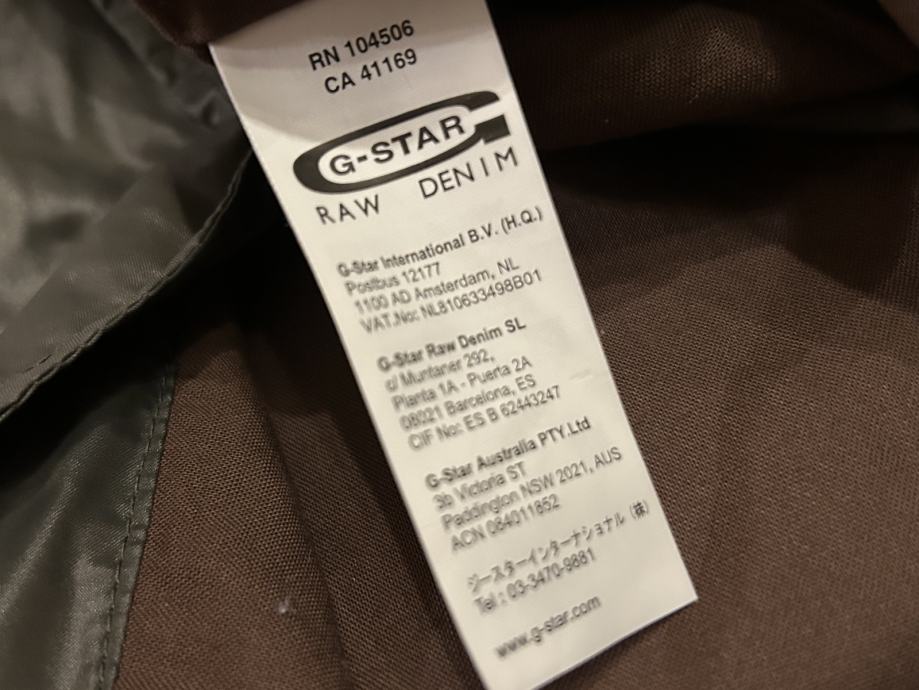 RN 104506
CA 41169
G-STAR
RAW DENIM
G-Star International B.V. (H.Q.)
Postbus 12177
1100 AD Amsterdam, NL
VAT.No: NL810633498B01
G-Star Raw Denim SL
c/ Muntaner 292,
Planta 1A - Puerta 2A
08021 Barcelona, ES
CIF No: ES B 62443247
G-Star Australia PTY.Ltd
3b Victoria ST
Paddington NSW 2021, AUS
ACN 084011852
ジースターインターナショナル (株)
Tel : 03-3470-9881
www.g-star.com